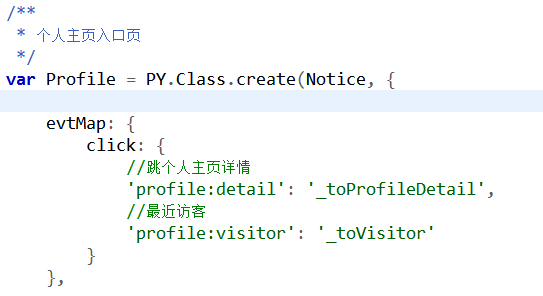 /**
 * 个人主页入口页
 */
var Profile = PY.Class.create(Notice, {
    evtMap: {
        click: {
            //跳个人主页详情
            'profile:detail': '_toProfileDetail',
            //最近访客
            'profile:visitor': '_toVisitor'
        }
    },